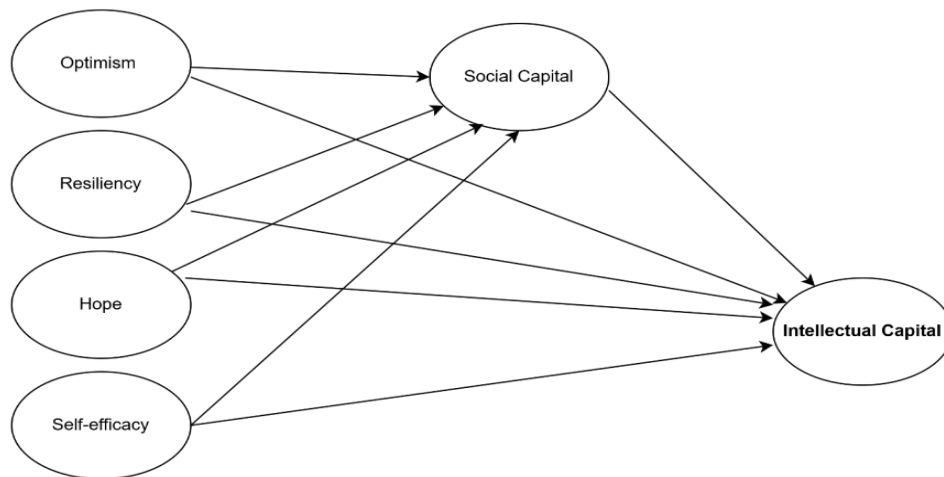 Optimism
Social Capital
Resiliency
Hope
Intellectual Capital
Self-efficacy